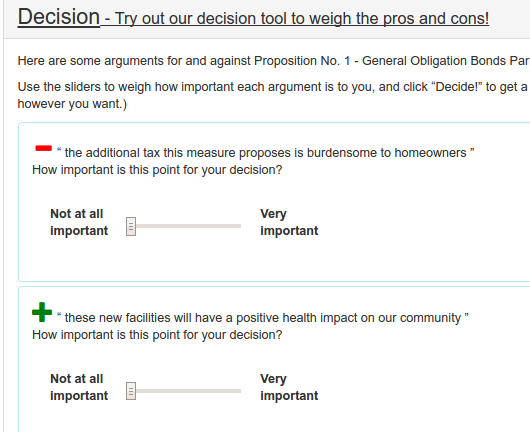 Decision - Try out our decision tool to weigh the pros and cons!
Here are some arguments for and against Proposition No. 1 - General Obligation Bonds Par
Use the sliders to weigh how important each argument is to you, and click “Decide!” to get a
however you want.)
“ the additional tax this measure proposes is burdensome to homeowners ”
How important is this point for your decision?
Not at all important
Very important
“ these new facilities will have a positive health impact on our community ”
How important is this point for your decision?
Not at all important
Very important